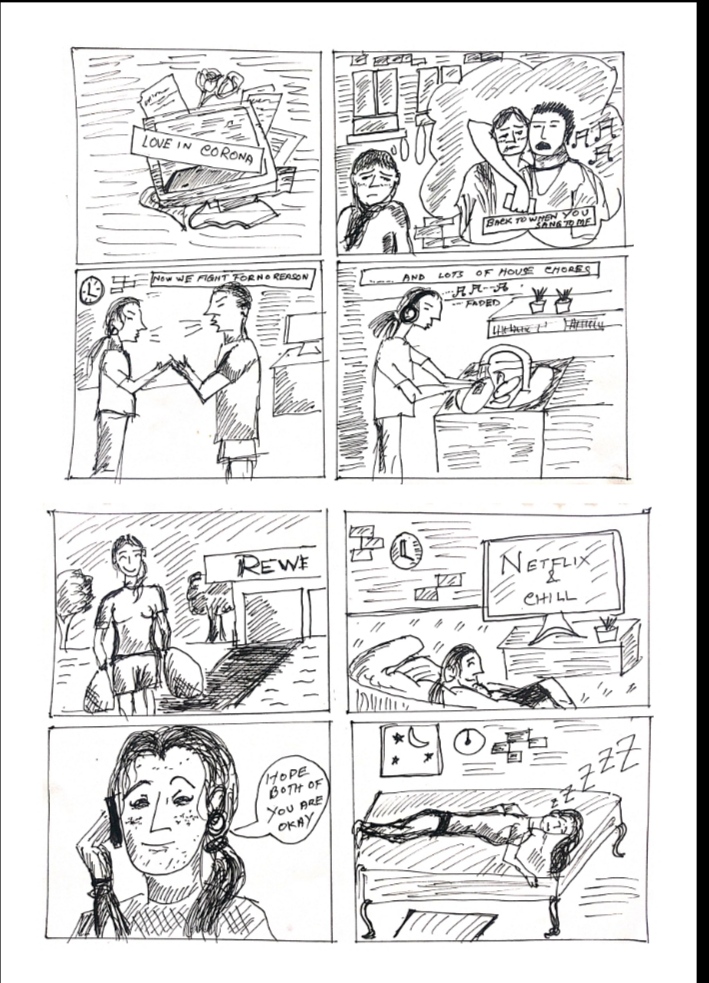 LOVE IN CORONA
BACK TO WHEN YOU
SANG TO ME
NOW WE FIGHT FOR NO REASON
..... AND LOTS OF HOUSE CHORES
FADED
REWE
NETFLIX
&
CHILL
HOPE
BOTH OF
YOU ARE
OKAY
zZZZZ